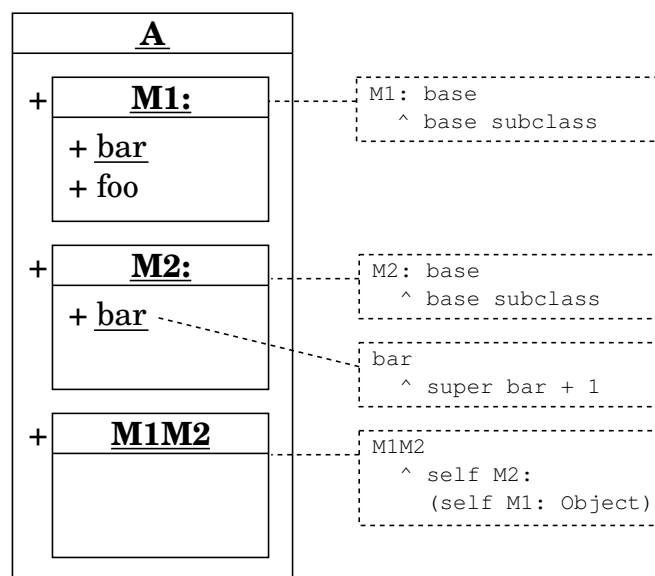 A
+ M1:
+ bar
+ foo
M1: base
^ base subclass
+ M2:
+ bar
M2: base
^ base subclass
bar
^ super bar + 1
+ M1M2
M1M2
^ self M2:
(self M1: Object)